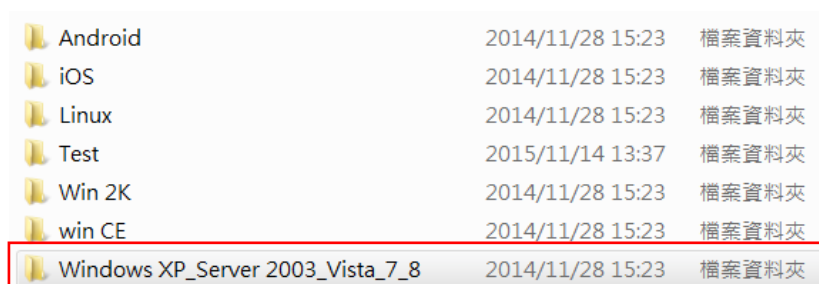 Android 2014/11/28 15:23 檔案資料夾
iOS 2014/11/28 15:23 檔案資料夾
Linux 2014/11/28 15:23 檔案資料夾
Test 2015/11/14 13:37 檔案資料夾
Win 2K 2014/11/28 15:23 檔案資料夾
win CE 2014/11/28 15:23 檔案資料夾
Windows XP_Server 2003_Vista_7_8 2014/11/28 15:23 檔案資料夾